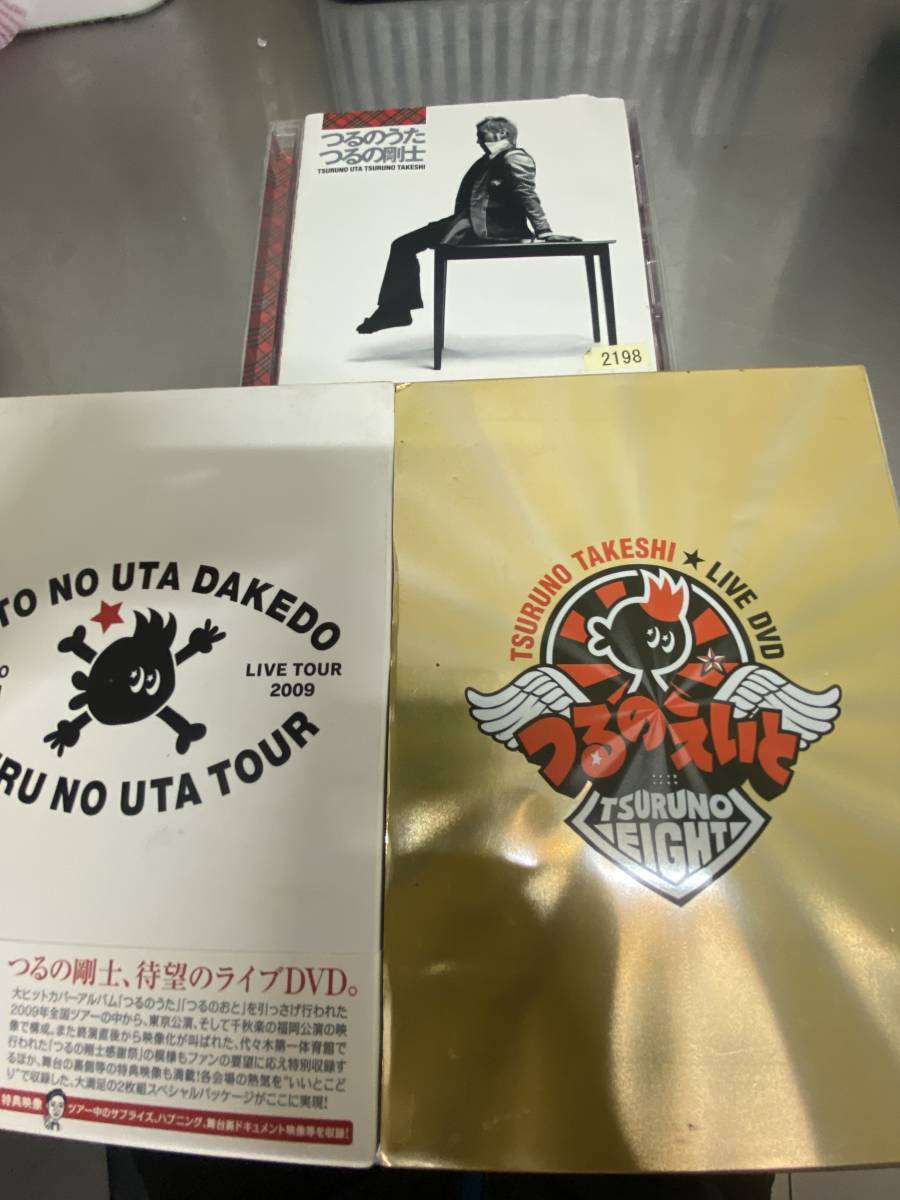 つるのうた
つるの剛士
TSURUNO UTA TSURUNO TAKESHI
2198
TO NO UTA DAKEDO
LIVE TOUR
2009
RU NO UTA TOUR
つるの剛士、待望のライブDVD。
大ヒットカバーアルバム「つるのうた」「つるのおと」を引っさげ行われた
2009年全国ツアーの中から、東京公演、そして千秋楽の福岡公演の映
像で構成。また終演直後から映像化が叫ばれた、代々木第一体育館で
行われた「つるの剛士感謝祭」の模様もファンの要望に応え特別収録す
るほか、舞台の裏側等の特典映像も満載!各会場の熱気を"いいとこど
り"で収録した、大満足の2枚組スペシャルパッケージがここに実現!
特典映像 ツアー中のサプライズ、ハプニング、舞台裏ドキュメント映像等を収録!
TSURUNO TAKESHI ★ LIVE DVD
つるのえいと
TSURUNO
EIGHT